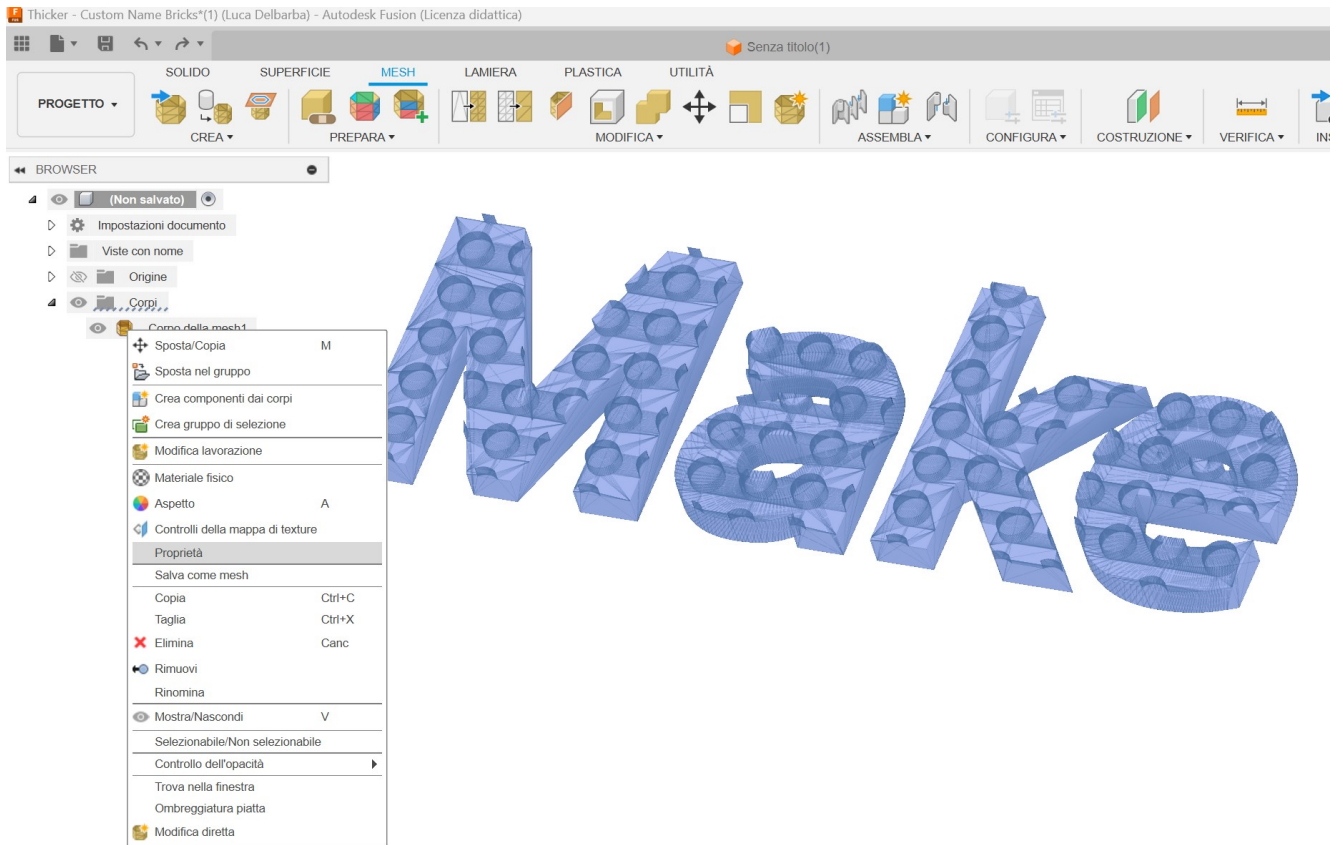 Thicker - Custom Name Bricks*(1) (Luca Delbarba) - Autodesk Fusion (Licenza didattica)
Senza titolo(1)
SOLIDO SUPERFICIE MESH LAMIERA PLASTICA UTILITÀ
PROGETTO
CREA PREPARA MODIFICA ASSEMBLA CONFIGURA COSTRUZIONE VERIFICA INS
BROWSER
(Non salvato)
Impostazioni documento
Viste con nome
Origine
Corpi
Corpo della mesh1
Sposta/Copia M
Sposta nel gruppo
Crea componenti dai corpi
Crea gruppo di selezione
Modifica lavorazione
Materiale fisico
Aspetto A
Controlli della mappa di texture
Proprietà
Salva come mesh
Copia Ctrl+C
Taglia Ctrl+X
Elimina Canc
Rimuovi
Rinomina
Mostra/Nascondi V
Selezionabile/Non selezionabile
Controllo dell'opacità
Trova nella finestra
Ombreggiatura piatta
Modifica diretta
Make